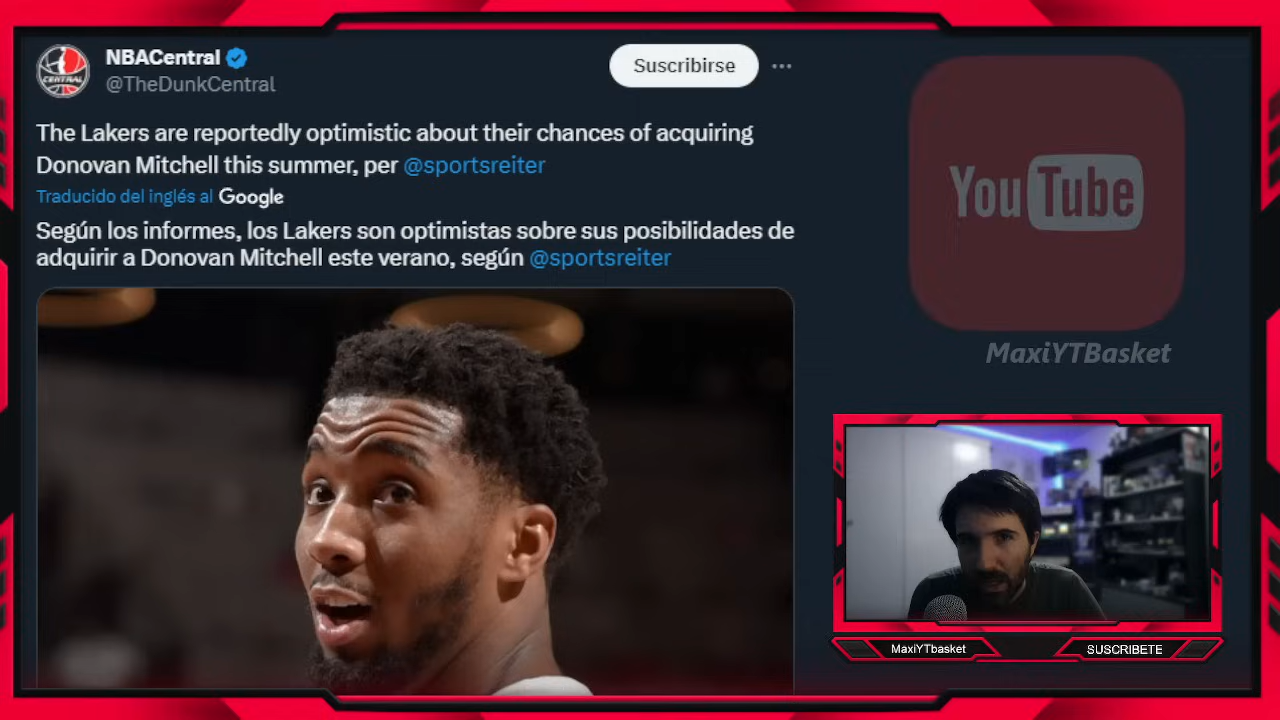 NBACentral
@TheDunkCentral
Suscribirse
CENTRAL
The Lakers are reportedly optimistic about their chances of acquiring
Donovan Mitchell this summer, per @sportsreiter
Traducido del inglés al Google
Según los informes, los Lakers son optimistas sobre sus posibilidades de
adquirir a Donovan Mitchell este verano, según @sportsreiter
YouTube
MaxiYTBasket
MaxiYTbasket
SUSCRIBETE